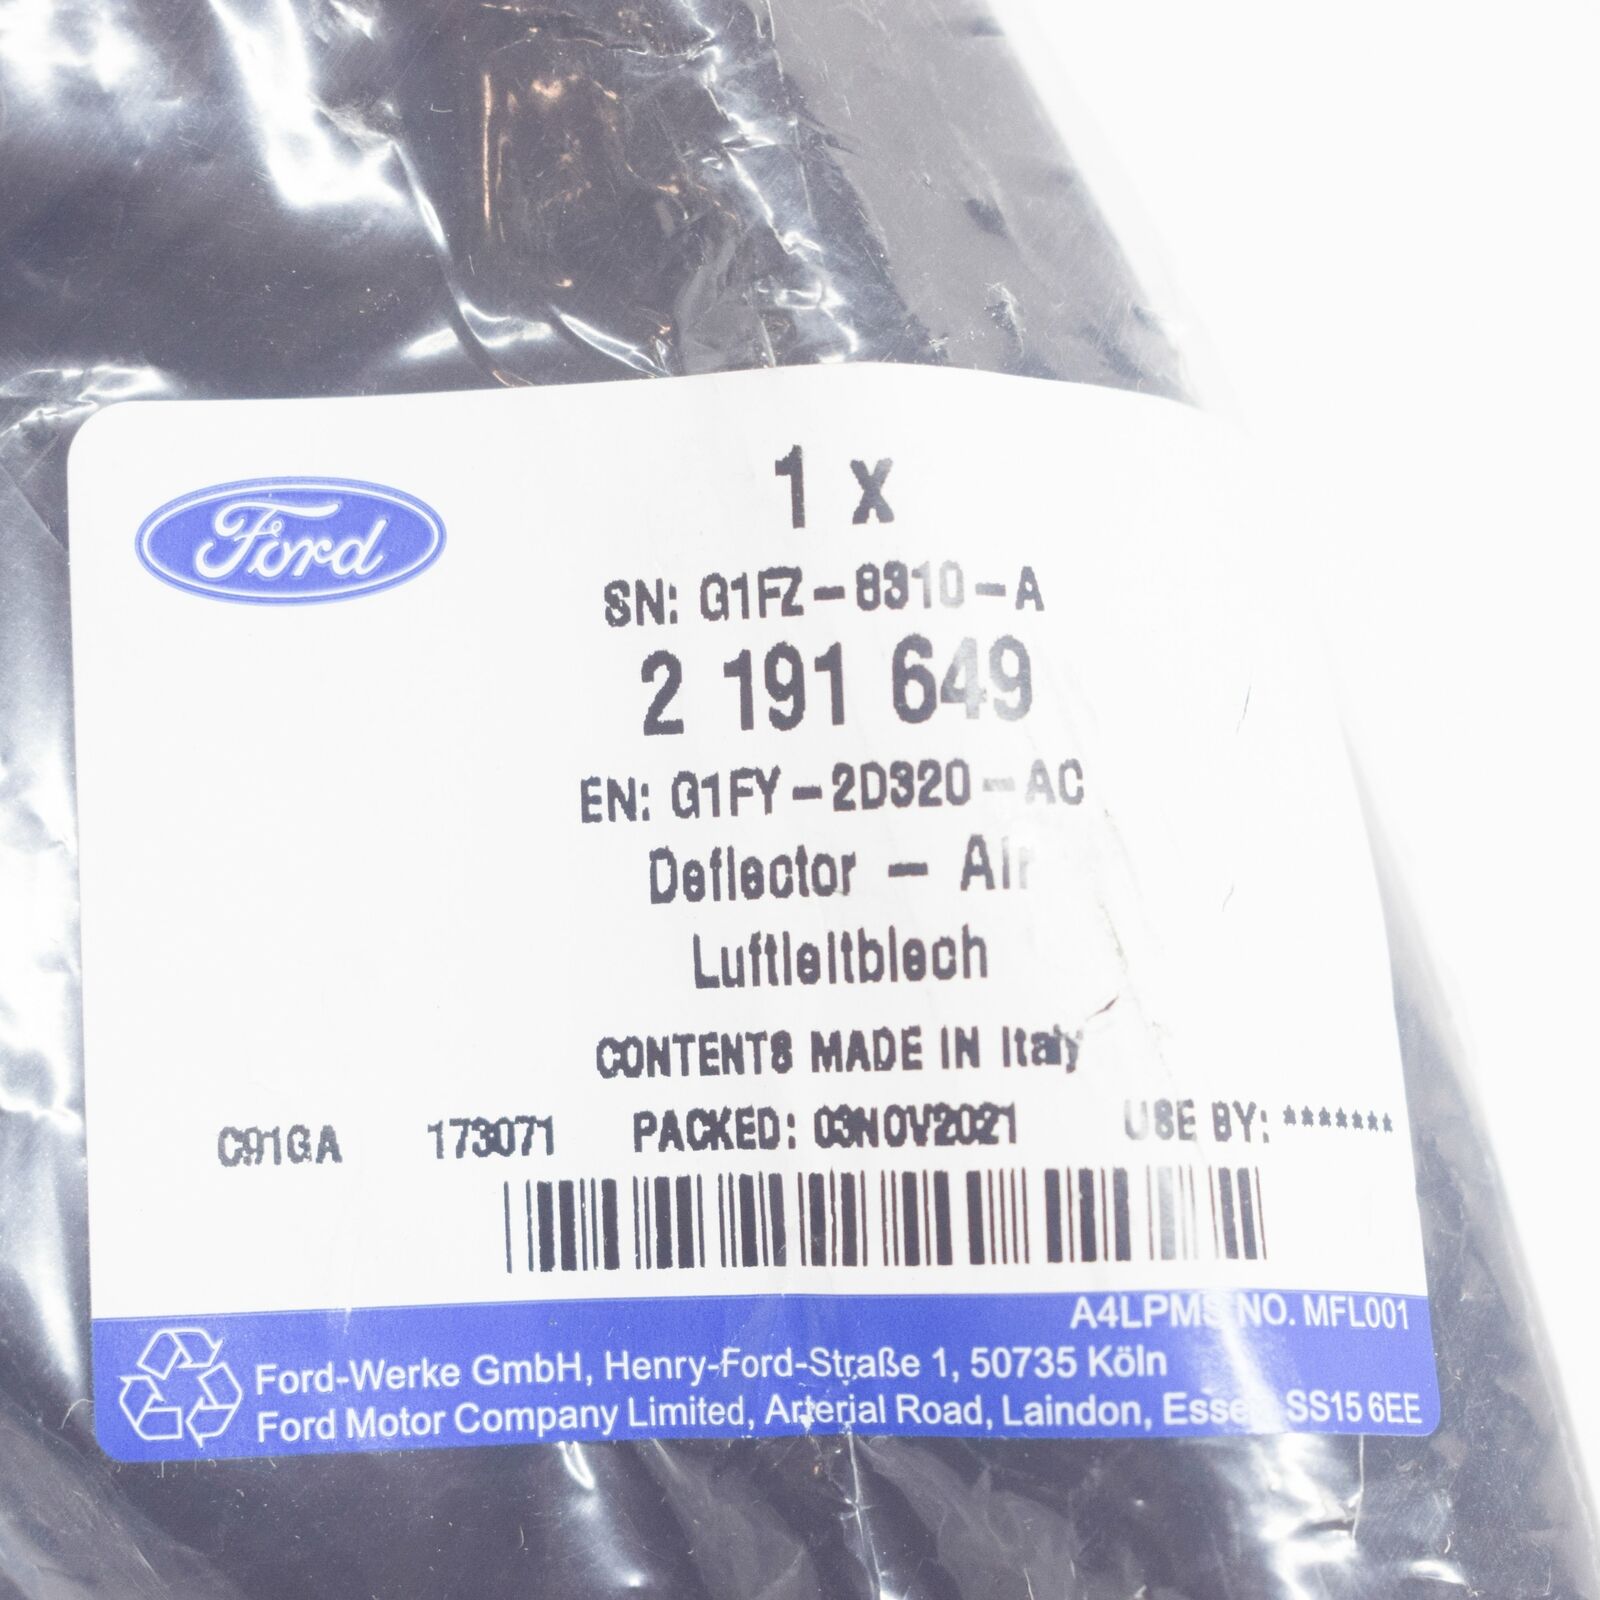 Ford
1 x
SN: G1FZ-8310-A
2 191 649
EN: G1FY-2D320-AC
Deflector - Air
Luftleitblech
CONTENTS MADE IN Italy
C91GA 173071 PACKED: 03NOV2021 USE BY: *******
A4LPMS NO. MFL001
Ford-Werke GmbH, Henry-Ford-Straße 1, 50735 Köln
Ford Motor Company Limited, Arterial Road, Laindon, Essex, SS15 6EE